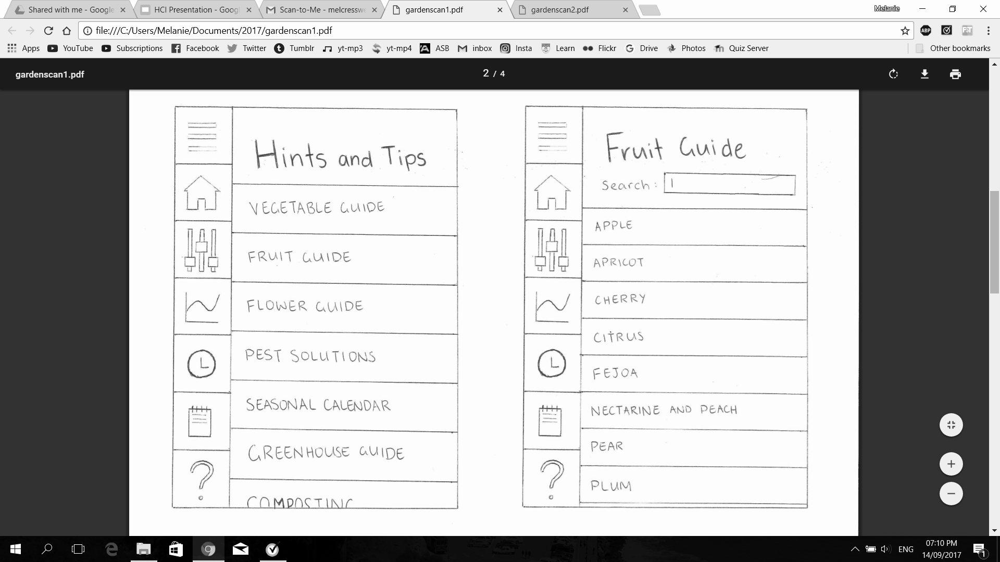 Shared with me - Google
HCI Presentation - Googl
Scan-to-Me - melcresswe
gardenscan1.pdf
gardenscan2.pdf
Melanie
file:///C:/Users/Melanie/Documents/2017/gardenscan1.pdf
ABP
Apps YouTube Subscriptions Facebook Twitter Tumblr yt-mp3 yt-mp4 ASB inbox Insta Learn Flickr Drive Photos Quiz Server Other bookmarks
gardenscan1.pdf
2 / 4
Hints and Tips
VEGETABLE GUIDE
FRUIT GUIDE
FLOWER GUIDE
PEST SOLUTIONS
SEASONAL CALENDAR
GREENHOUSE GUIDE
COMPOSTING
Fruit Guide
Search:
APPLE
APRICOT
CHERRY
CITRUS
FEJOA
NECTARINE AND PEACH
PEAR
PLUM
ENG
07:10 PM
14/09/2017
1